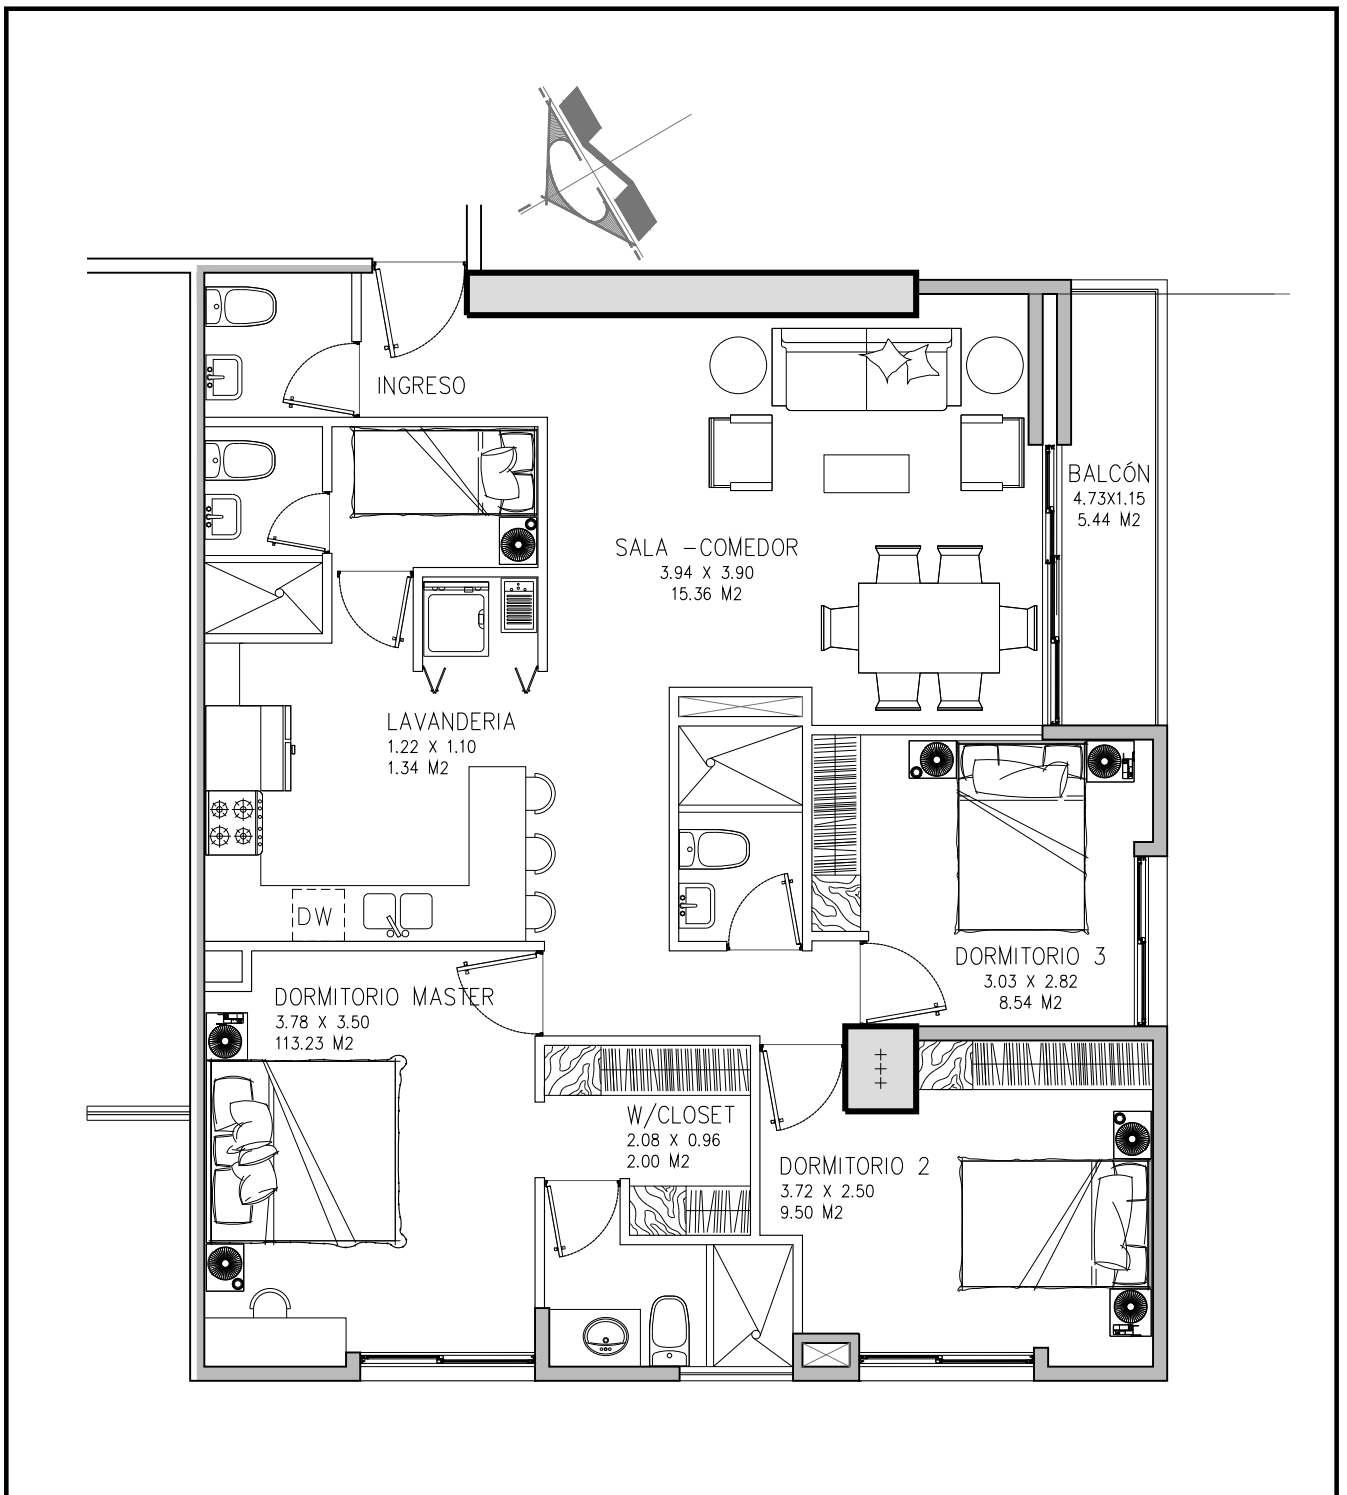 INGRESO
BALCÓN
4.73X1.15
5.44 M2
SALA -COMEDOR
3.94 X 3.90
15.36 M2
LAVANDERIA
1.22 X 1.10
1.34 M2
DW
DORMITORIO 3
3.03 X 2.82
8.54 M2
DORMITORIO MASTER
3.78 X 3.50
113.23 M2
W/CLOSET
2.08 X 0.96
2.00 M2
DORMITORIO 2
3.72 X 2.50
9.50 M2